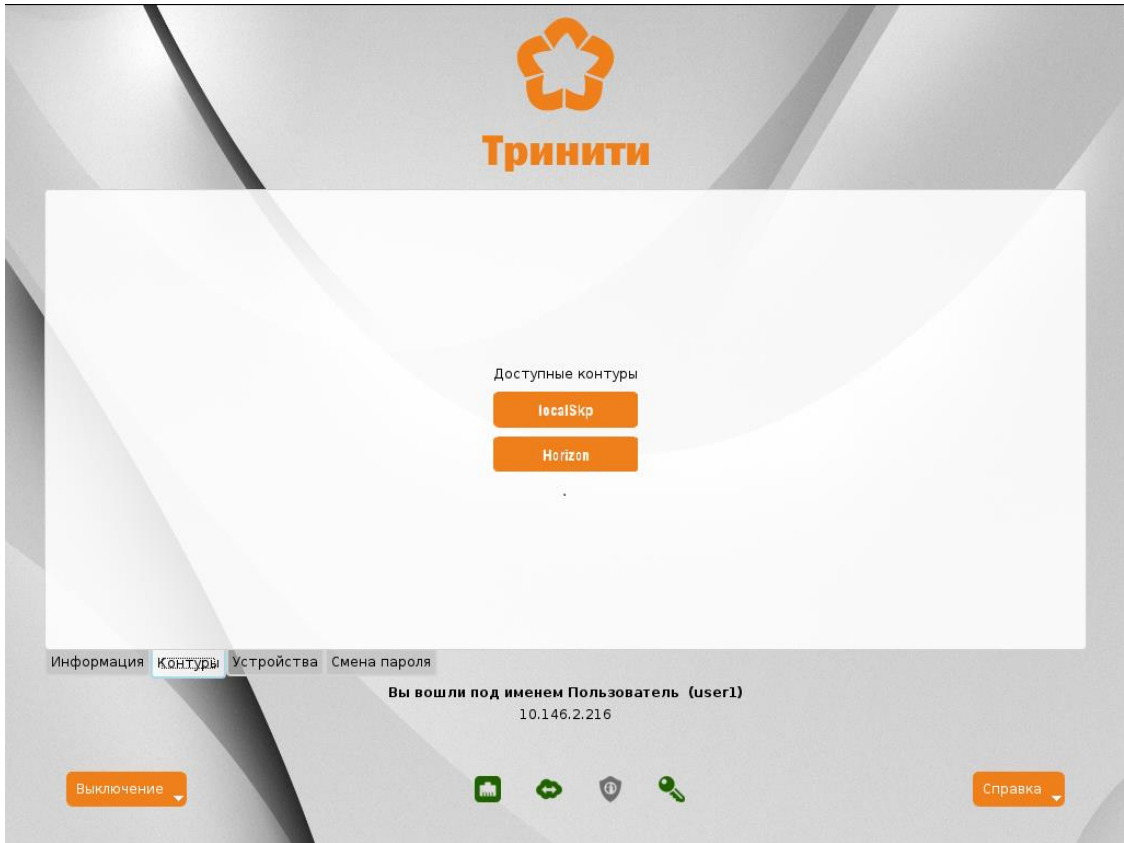 Тринити
Доступные контуры
localSkp
Horizon
.
Информация Контуры Устройства Смена пароля
Вы вошли под именем Пользователь (user1)
10.146.2.216
Выключение Справка